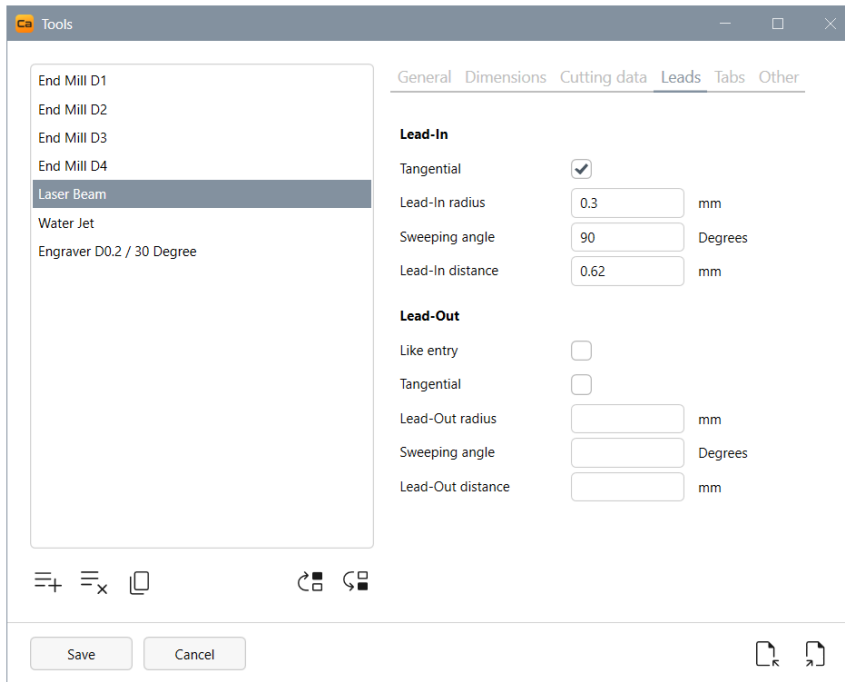 Ca Tools
End Mill D1
End Mill D2
End Mill D3
End Mill D4
Laser Beam
Water Jet
Engraver D0.2 / 30 Degree
General Dimensions Cutting data Leads Tabs Other
Lead-In
Tangential
Lead-In radius 0.3 mm
Sweeping angle 90 Degrees
Lead-In distance 0.62 mm
Lead-Out
Like entry
Tangential
Lead-Out radius mm
Sweeping angle Degrees
Lead-Out distance mm
Save Cancel